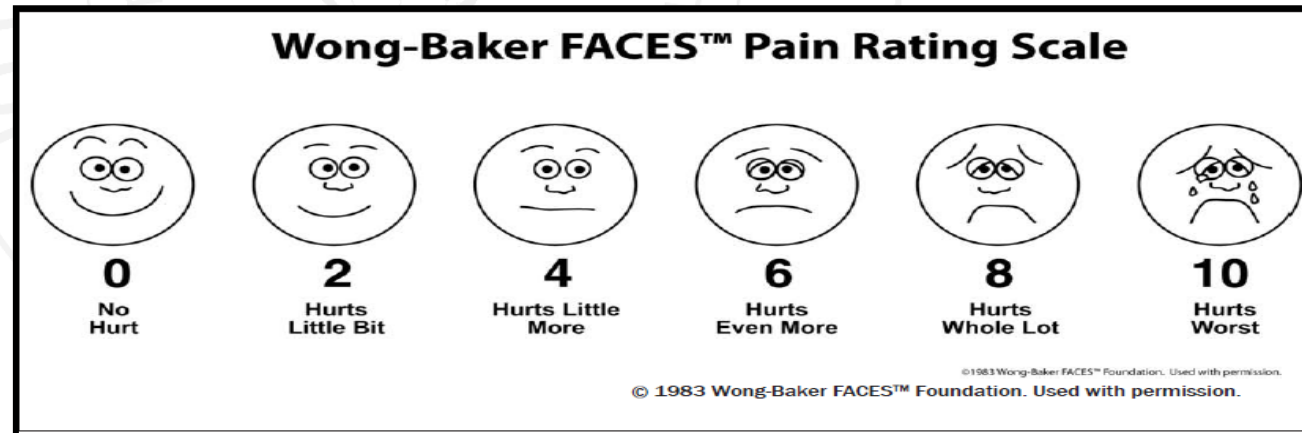 Wong-Baker FACES™ Pain Rating Scale
0
No
Hurt
2
Hurts
Little Bit
4
Hurts Little
More
6
Hurts
Even More
8
Hurts
Whole Lot
10
Hurts
Worst
©1983 Wong-Baker FACES™ Foundation. Used with permission.
© 1983 Wong-Baker FACES™ Foundation. Used with permission.